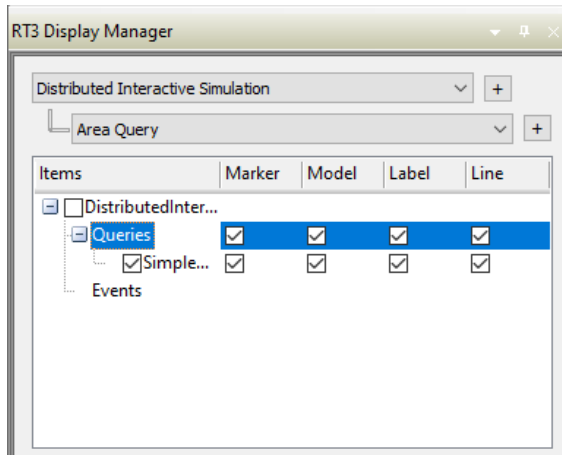 RT3 Display Manager
Distributed Interactive Simulation
+
Area Query
+
Items Marker Model Label Line
DistributedInter...
Queries
Simple...
Events